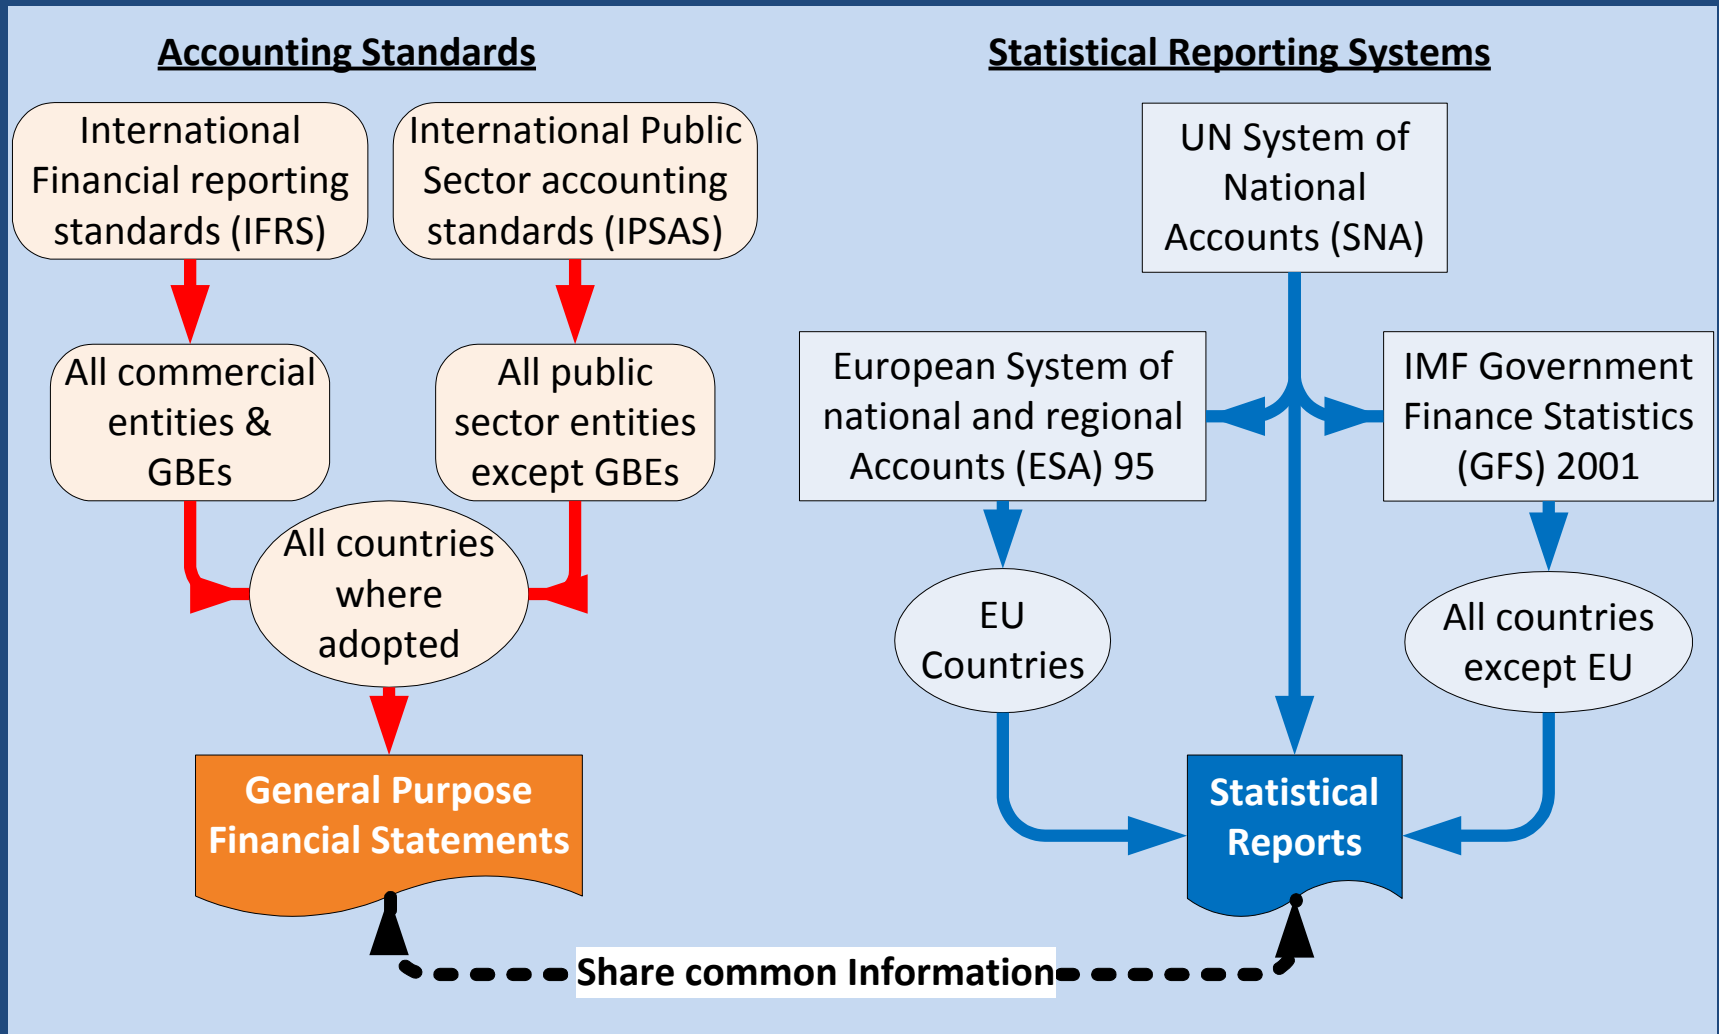 Accounting Standards
Statistical Reporting Systems
International
Financial reporting
standards (IFRS)
International Public
Sector accounting
standards (IPSAS)
UN System of
National
Accounts (SNA)
All commercial
entities &
GBEs
All public
sector entities
except GBEs
European System of
national and regional
Accounts (ESA) 95
IMF Government
Finance Statistics
(GFS) 2001
All countries
where
adopted
EU
Countries
All countries
except EU
General Purpose
Financial Statements
Statistical
Reports
Share common Information